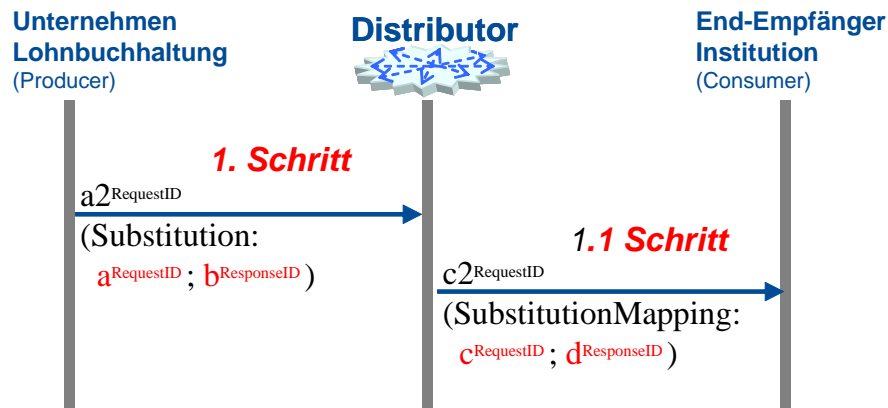 Unternehmen
Lohnbuchhaltung
(Producer)
Distributor
End-Empfänger
Institution
(Consumer)
1. Schritt
a2RequestID
(Substitution:
aRequestID ; bResponseID )
1.1 Schritt
c2RequestID
(SubstitutionMapping:
cRequestID ; dResponseID )